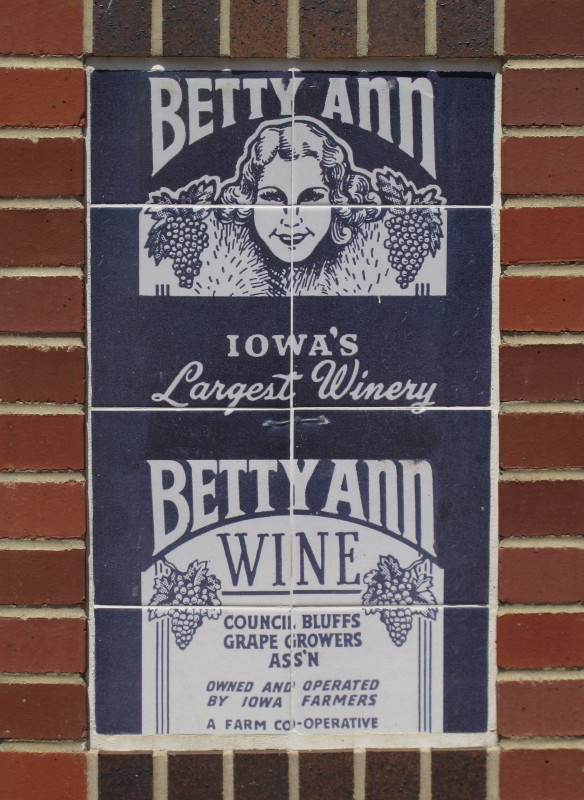 BETTY ANN
IOWA'S
Largest Winery
BETTY ANN
WINE
COUNCIL BLUFFS
GRAPE GROWERS
ASS'N
OWNED AND OPERATED
BY IOWA FARMERS
A FARM CO-OPERATIVE